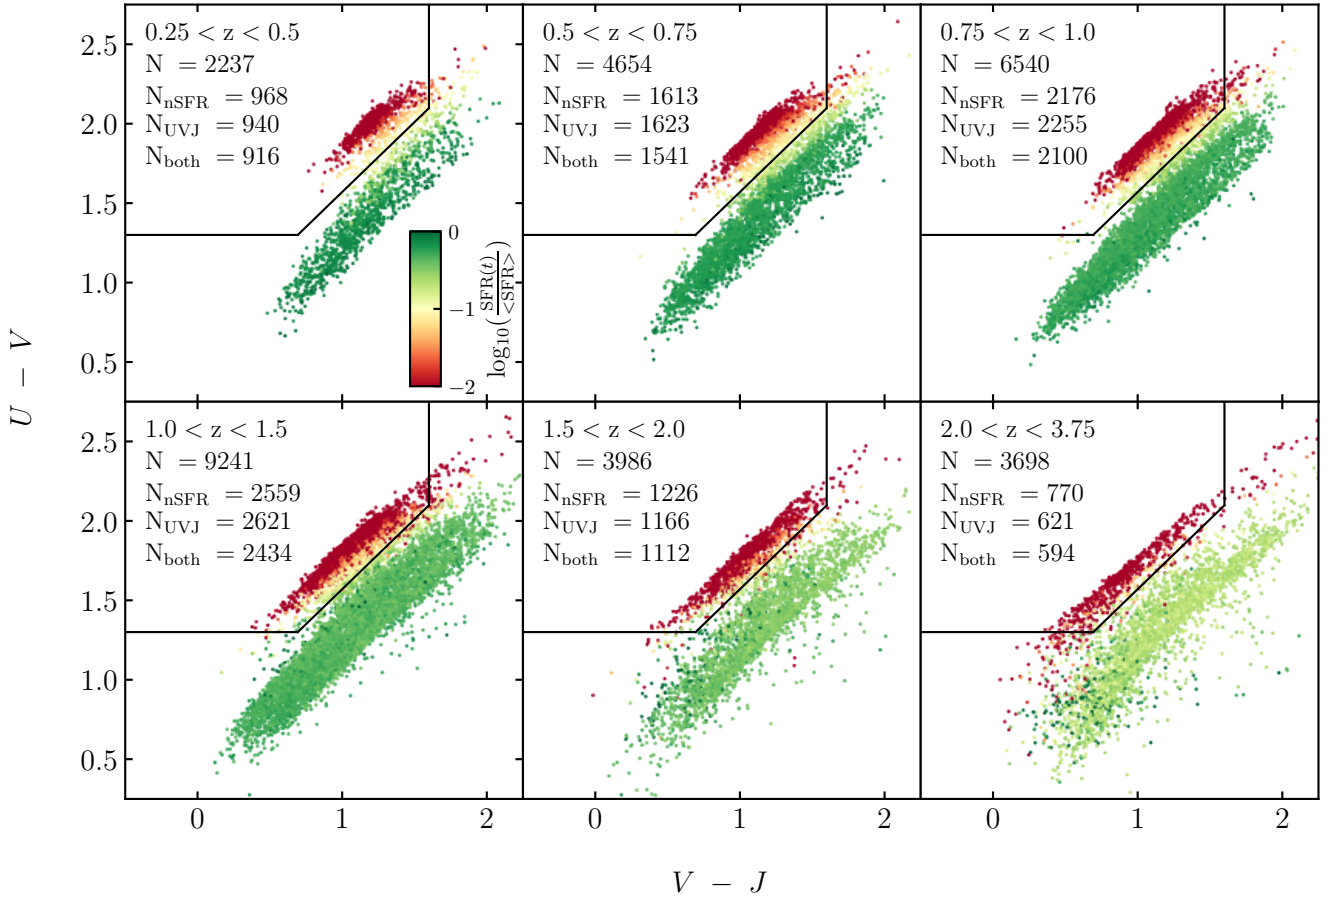 0.25 < z < 0.5
N = 2237
N_nSFR = 968
N_UVJ = 940
N_both = 916
0.5 < z < 0.75
N = 4654
N_nSFR = 1613
N_UVJ = 1623
N_both = 1541
0.75 < z < 1.0
N = 6540
N_nSFR = 2176
N_UVJ = 2255
N_both = 2100
2.5
2.0
1.5
1.0
0.5
0
−1
−2
log10(SFR(t)/<SFR>)
U − V
1.0 < z < 1.5
N = 9241
N_nSFR = 2559
N_UVJ = 2621
N_both = 2434
1.5 < z < 2.0
N = 3986
N_nSFR = 1226
N_UVJ = 1166
N_both = 1112
2.0 < z < 3.75
N = 3698
N_nSFR = 770
N_UVJ = 621
N_both = 594
2.5
2.0
1.5
1.0
0.5
0 1 2 0 1 2 0 1 2
V − J